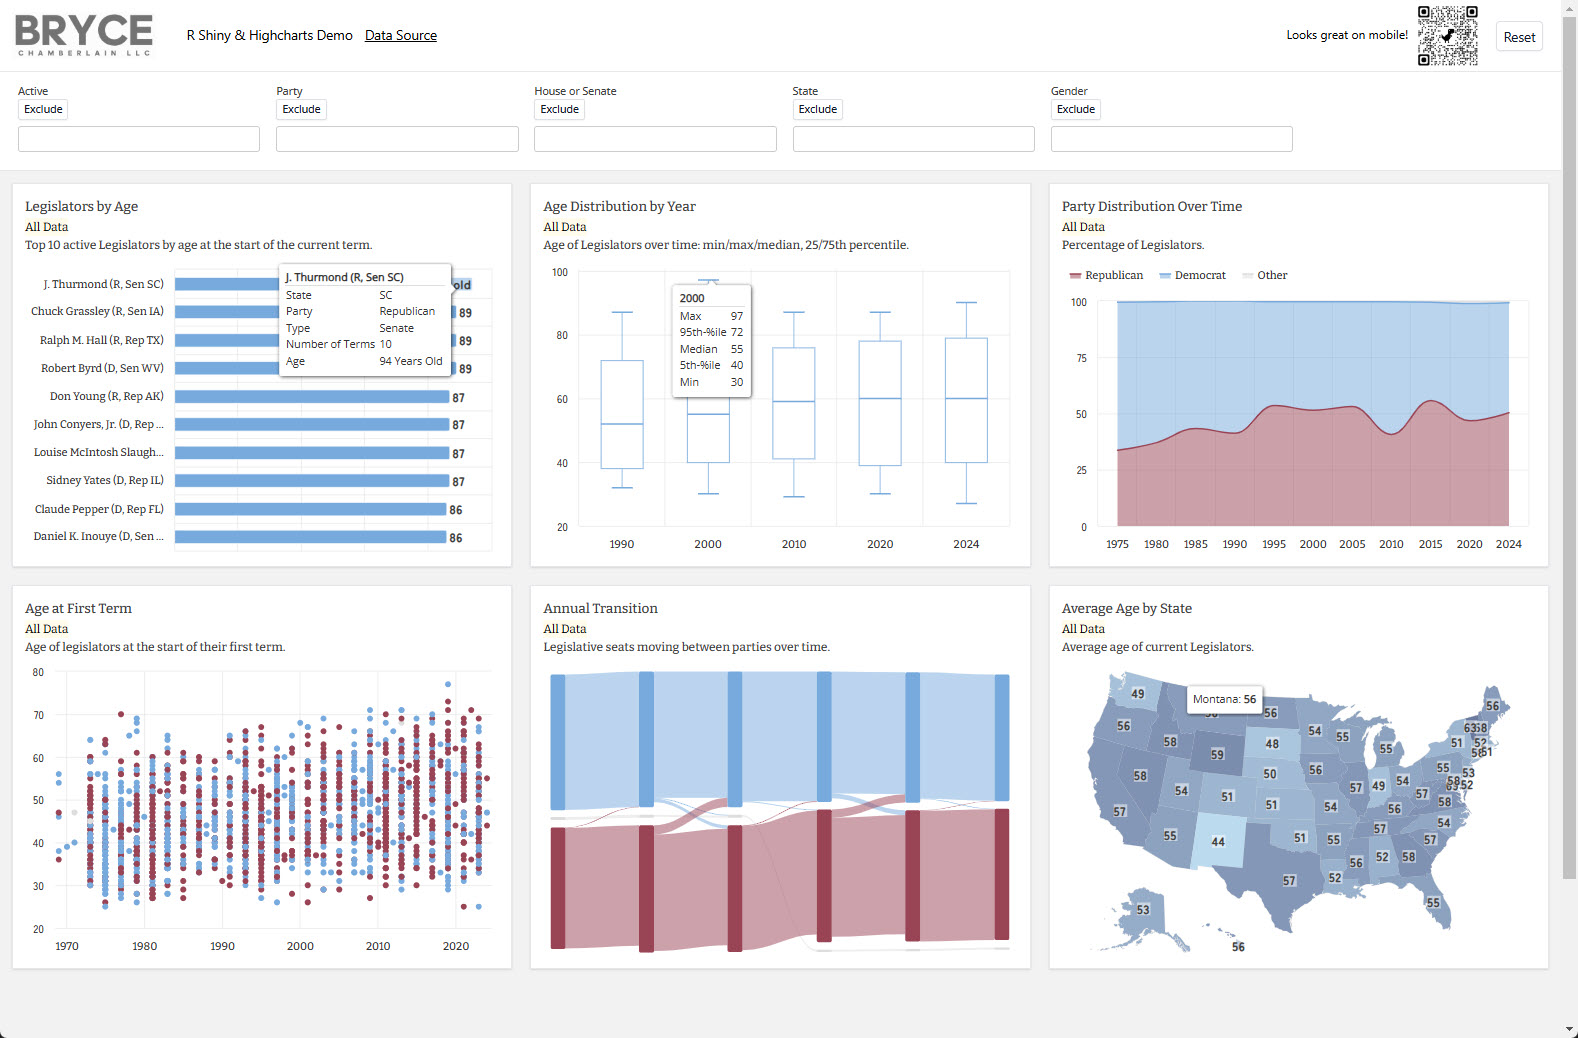 BRYCE
CHAMBERLAIN LLC
R Shiny & Highcharts Demo Data Source
Looks great on mobile!
Reset
Active
Exclude
Party
Exclude
House or Senate
Exclude
State
Exclude
Gender
Exclude
Legislators by Age
All Data
Top 10 active Legislators by age at the start of the current term.
J. Thurmond (R, Sen SC)
old
Chuck Grassley (R, Sen IA)
89
Ralph M. Hall (R, Rep TX)
89
Robert Byrd (D, Sen WV)
89
Don Young (R, Rep AK)
87
John Conyers, Jr. (D, Rep ...
87
Louise McIntosh Slaugh...
87
Sidney Yates (D, Rep IL)
87
Claude Pepper (D, Rep FL)
86
Daniel K. Inouye (D, Sen ...
86
J. Thurmond (R, Sen SC)
State SC
Party Republican
Type Senate
Number of Terms 10
Age 94 Years Old
Age Distribution by Year
All Data
Age of Legislators over time: min/max/median, 25/75th percentile.
100
80
60
40
20
1990 2000 2010 2020 2024
2000
Max 97
95th-%ile 72
Median 55
5th-%ile 40
Min 30
Party Distribution Over Time
All Data
Percentage of Legislators.
Republican Democrat Other
100
75
50
25
0
1975 1980 1985 1990 1995 2000 2005 2010 2015 2020 2024
Age at First Term
All Data
Age of legislators at the start of their first term.
80
70
60
50
40
30
20
1970 1980 1990 2000 2010 2020
Annual Transition
All Data
Legislative seats moving between parties over time.
Average Age by State
All Data
Average age of current Legislators.
Montana: 56
49
56
56
56
58
59
48
54
55
55
51
63
58
52
51
58
54
51
50
51
56
54
57
49
54
55
57
53
52
58
57
55
44
51
55
56
57
54
57
57
52
56
52
58
55
53
56